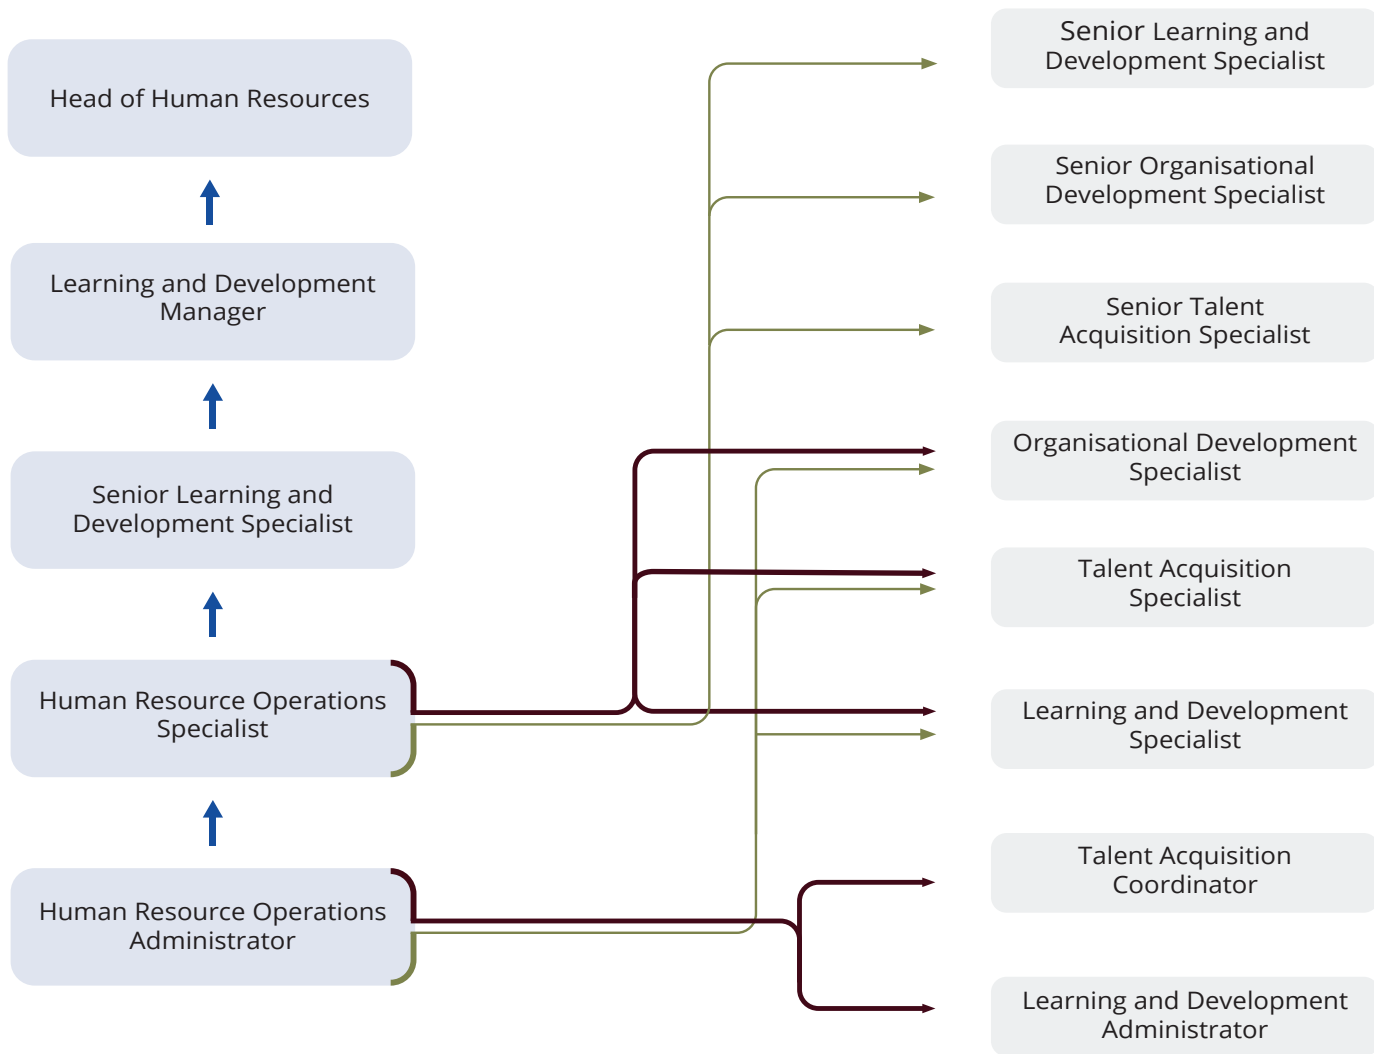 Head of Human Resources
Learning and Development
Manager
Senior Learning and
Development Specialist
Human Resource Operations
Specialist
Human Resource Operations
Administrator
Senior Learning and
Development Specialist
Senior Organisational
Development Specialist
Senior Talent
Acquisition Specialist
Organisational Development
Specialist
Talent Acquisition
Specialist
Learning and Development
Specialist
Talent Acquisition
Coordinator
Learning and Development
Administrator